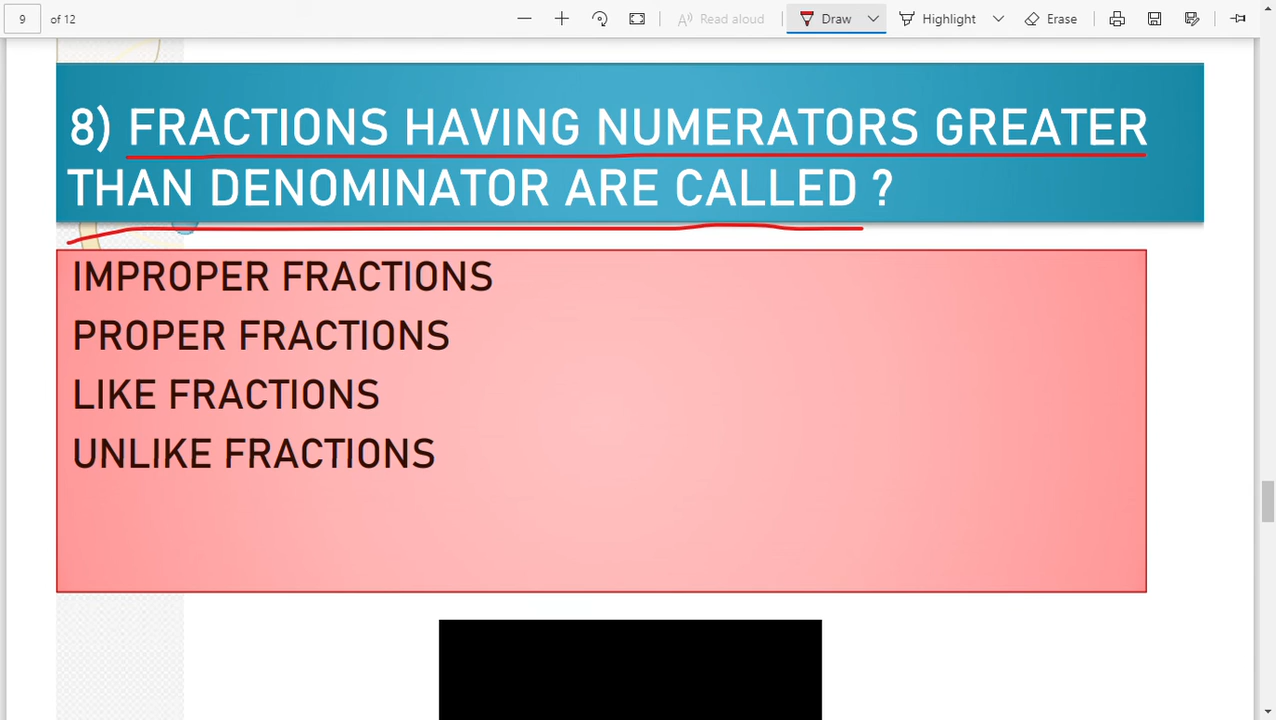 9 of 12 Read aloud Draw Highlight Erase
8) FRACTIONS HAVING NUMERATORS GREATER
THAN DENOMINATOR ARE CALLED ?
IMPROPER FRACTIONS
PROPER FRACTIONS
LIKE FRACTIONS
UNLIKE FRACTIONS